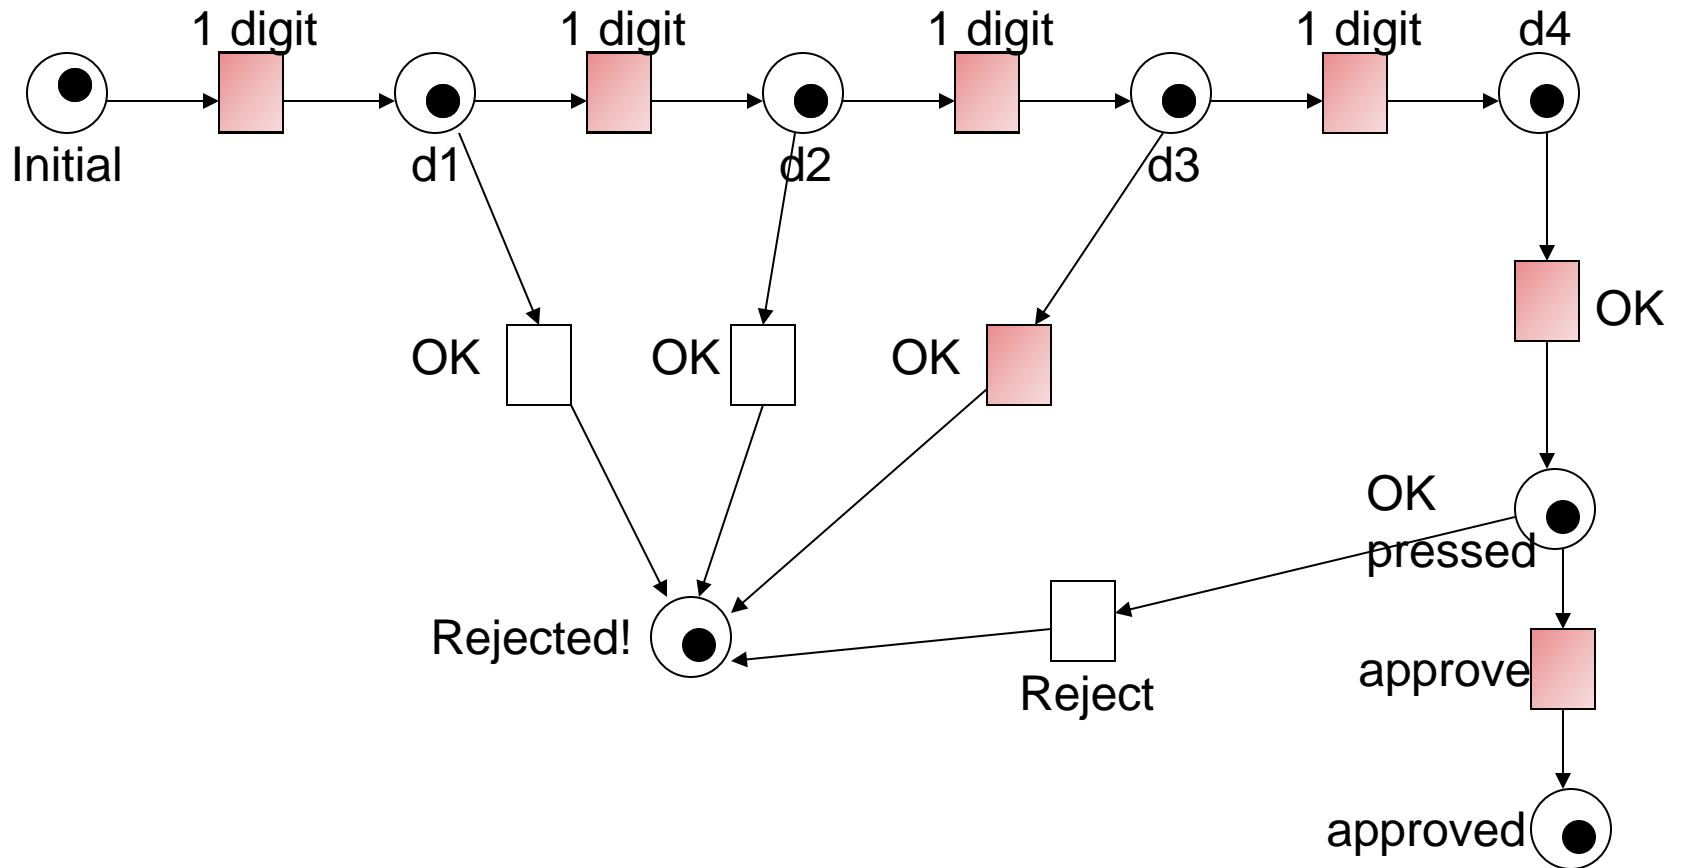 1 digit
1 digit
1 digit
1 digit
d4
Initial
d1
d2
d3
OK
OK
OK
OK
OK
pressed
Rejected!
Reject
approve
approved